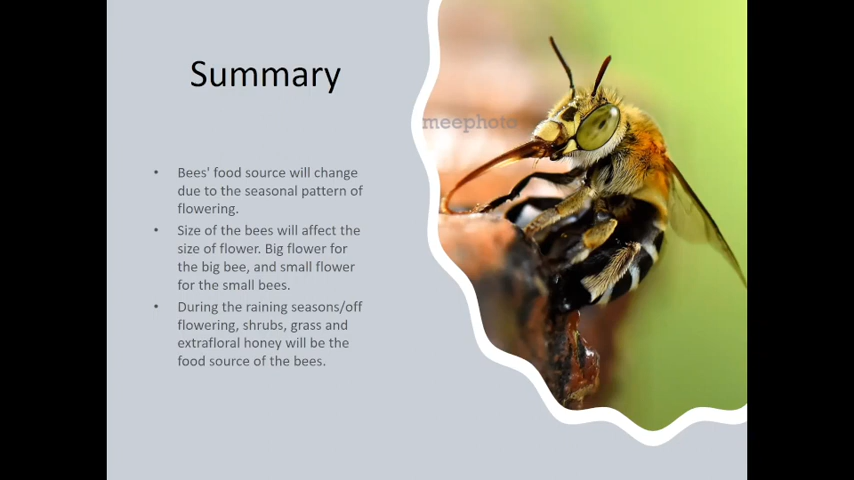 Summary
meephoto
• Bees' food source will change
due to the seasonal pattern of
flowering.
• Size of the bees will affect the
size of flower. Big flower for
the big bee, and small flower
for the small bees.
• During the raining seasons/off
flowering, shrubs, grass and
extrafloral honey will be the
food source of the bees.